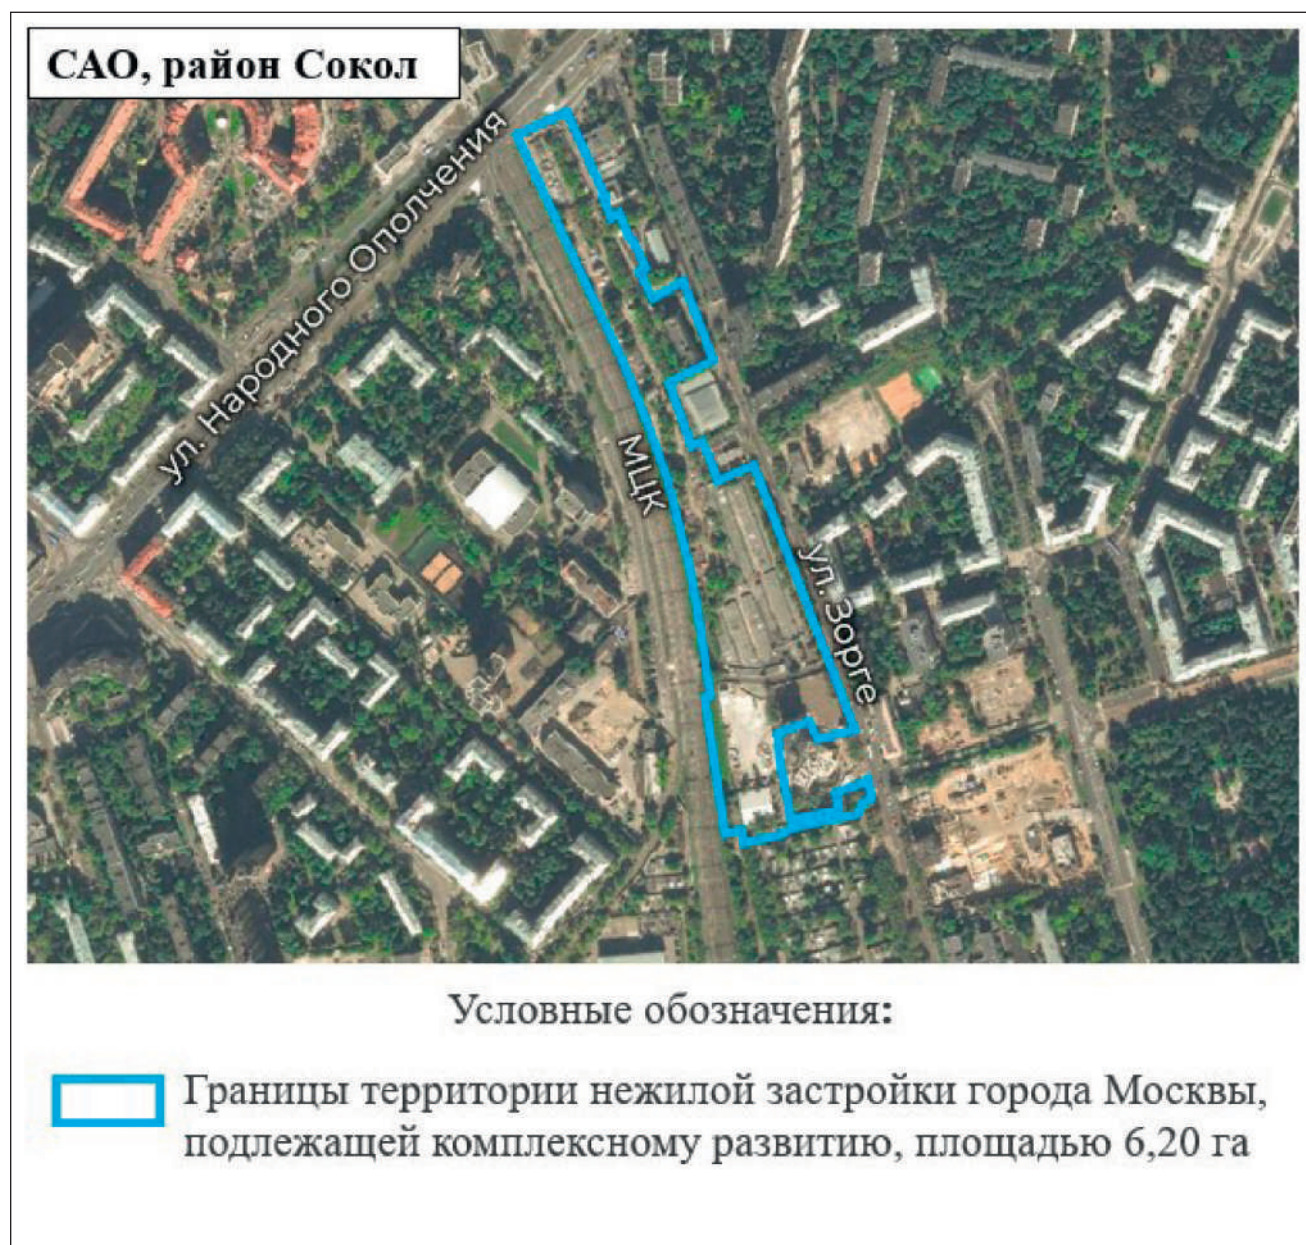 САО, район Сокол
ул. Народного Ополчения
МЦК
ул. Зорге
Условные обозначения:
Границы территории нежилой застройки города Москвы,
подлежащей комплексному развитию, площадью 6,20 га